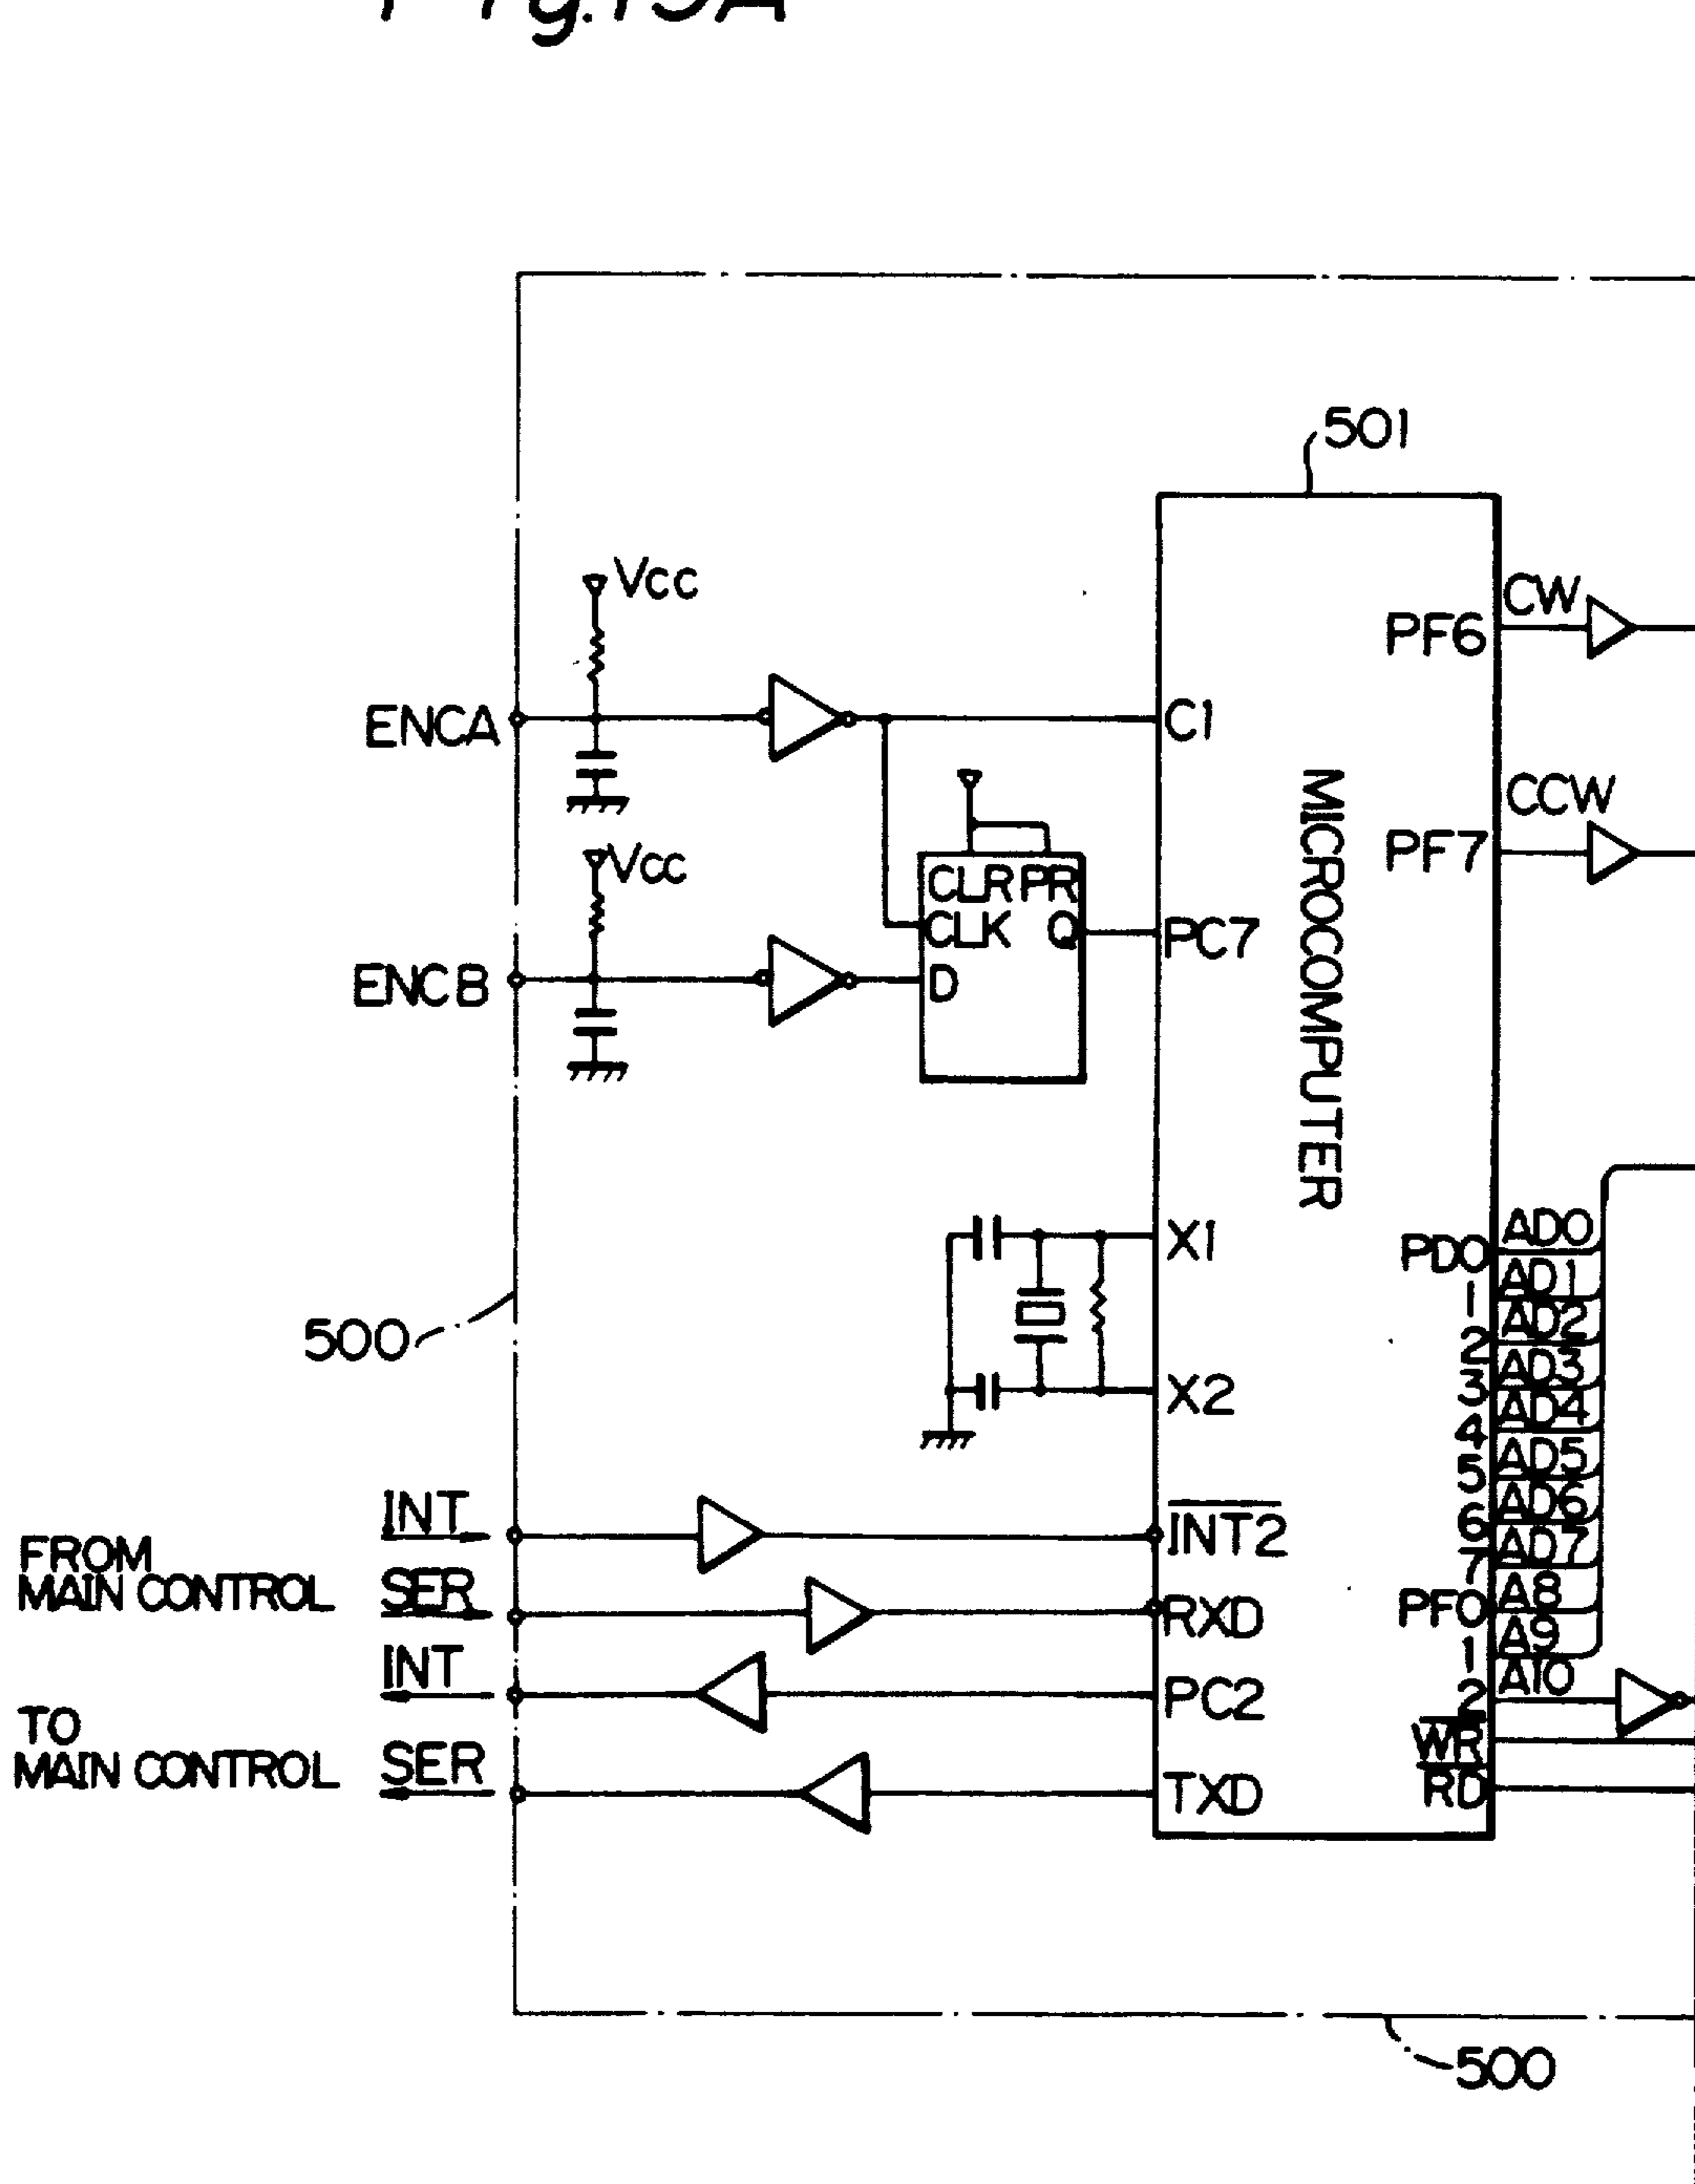 Fig.15A
501
Vcc
CW
PF6
ENCA
C1
CCW
PF7
Vcc
CLR PR
CLK Q
PC7
ENCB
D
MICROCOMPUTER
X1
PD0 AD0
1 AD1
500
2 AD2
3 AD3
X2
4 AD4
5 AD5
INT
INT2
6 AD6
FROM
MAIN CONTROL
7 AD7
SER
RXD
PF0 A8
INT
1 A9
PC2
2 A10
TO
MAIN CONTROL
WR
SER
TXD
RD
500